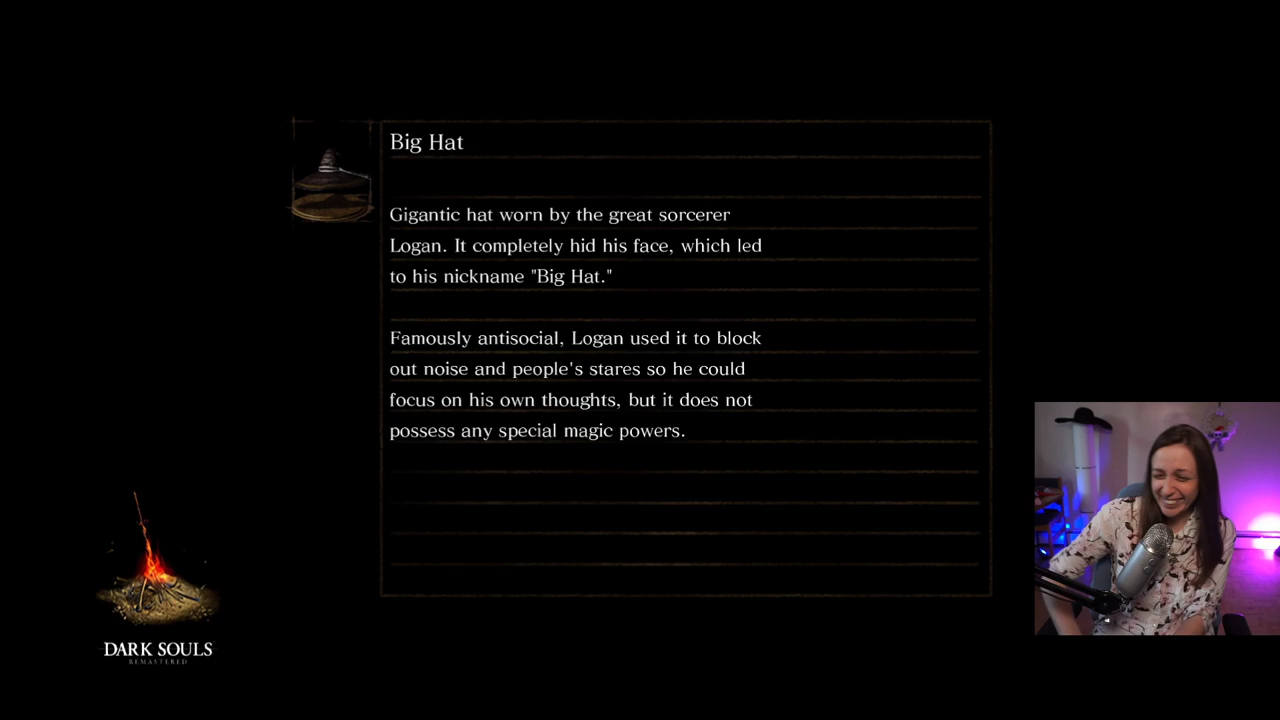 Big Hat
Gigantic hat worn by the great sorcerer
Logan. It completely hid his face, which led
to his nickname "Big Hat."
Famously antisocial, Logan used it to block
out noise and people's stares so he could
focus on his own thoughts, but it does not
possess any special magic powers.
DARK SOULS
REMASTERED